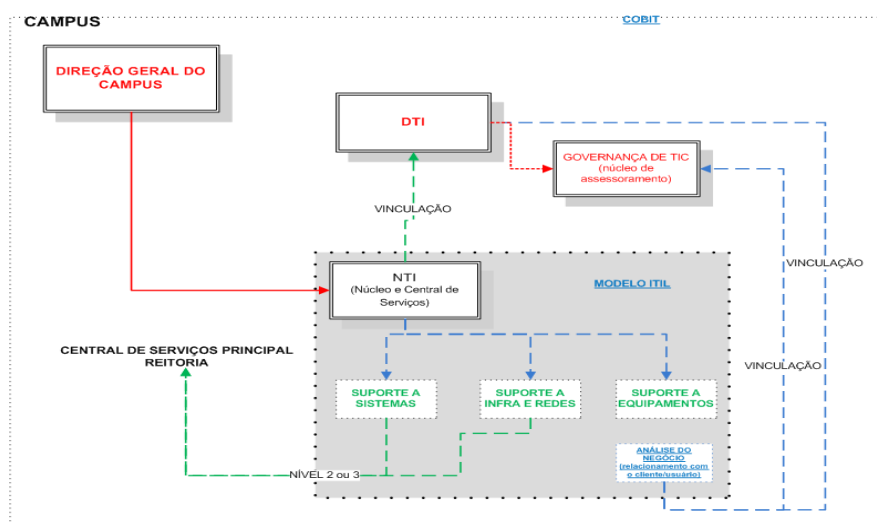 CAMPUS
COBIT
DIREÇÃO GERAL DO
CAMPUS
DTI
GOVERNANÇA DE TIC
(núcleo de
assessoramento)
VINCULAÇÃO
VINCULAÇÃO
NTI
(Núcleo e Central de
Serviços)
MODELO ITIL
CENTRAL DE SERVIÇOS PRINCIPAL
REITORIA
VINCULAÇÃO
SUPORTE A
SISTEMAS
SUPORTE A
INFRA E REDES
SUPORTE A
EQUIPAMENTOS
ANÁLISE DO
NEGÓCIO
(relacionamento com
o cliente/usuário)
NÍVEL 2 ou 3